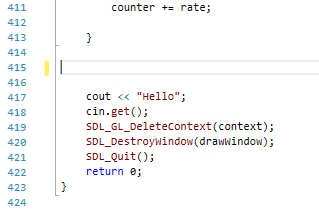 411 counter += rate;
412
413 }
414
415
416
417 cout << "Hello";
418 cin.get();
419 SDL_GL_DeleteContext(context);
420 SDL_DestroyWindow(drawWindow);
421 SDL_Quit();
422 return 0;
423 }
424